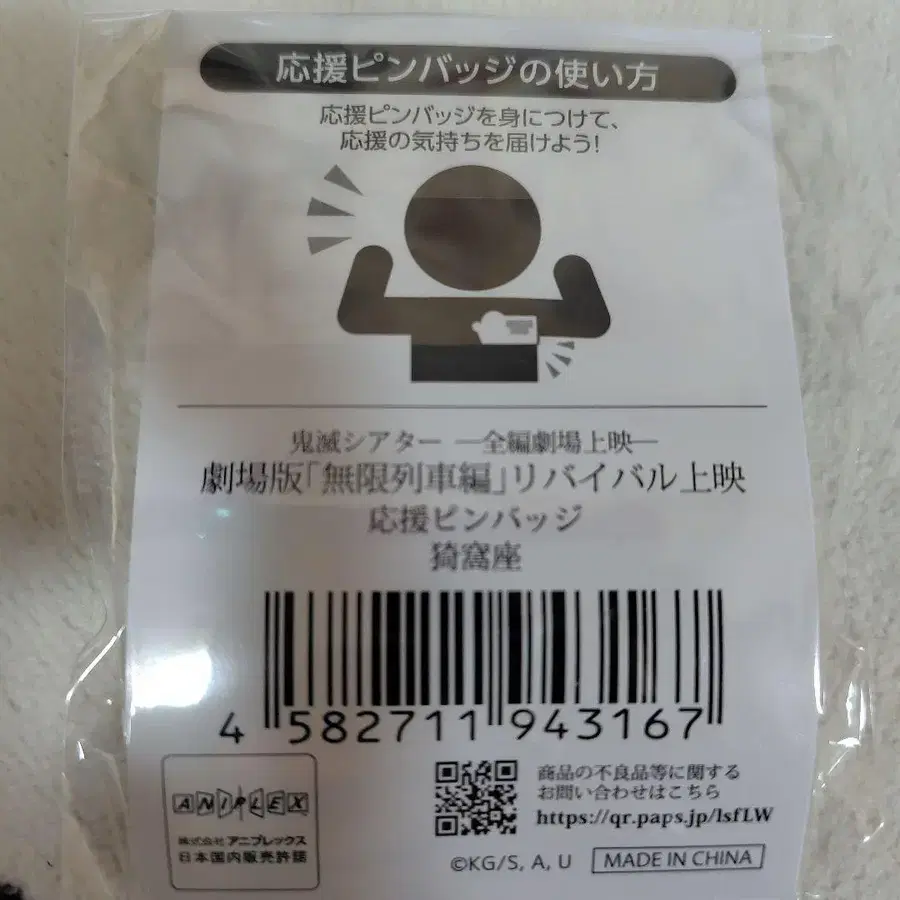 応援ピンバッジの使い方
応援ピンバッジを身につけて、
応援の気持ちを届けよう!
鬼滅シアター ―全編劇場上映―
劇場版「無限列車編」リバイバル上映
応援ピンバッジ
猗窩座
4 582711 943167
ANIPLEX
株式会社 アニプレックス
日本国内販売許諾
商品の不良品等に関する
お問い合わせはこちら
https://qr.paps.jp/lsfLW
©KG/S, A, U
MADE IN CHINA